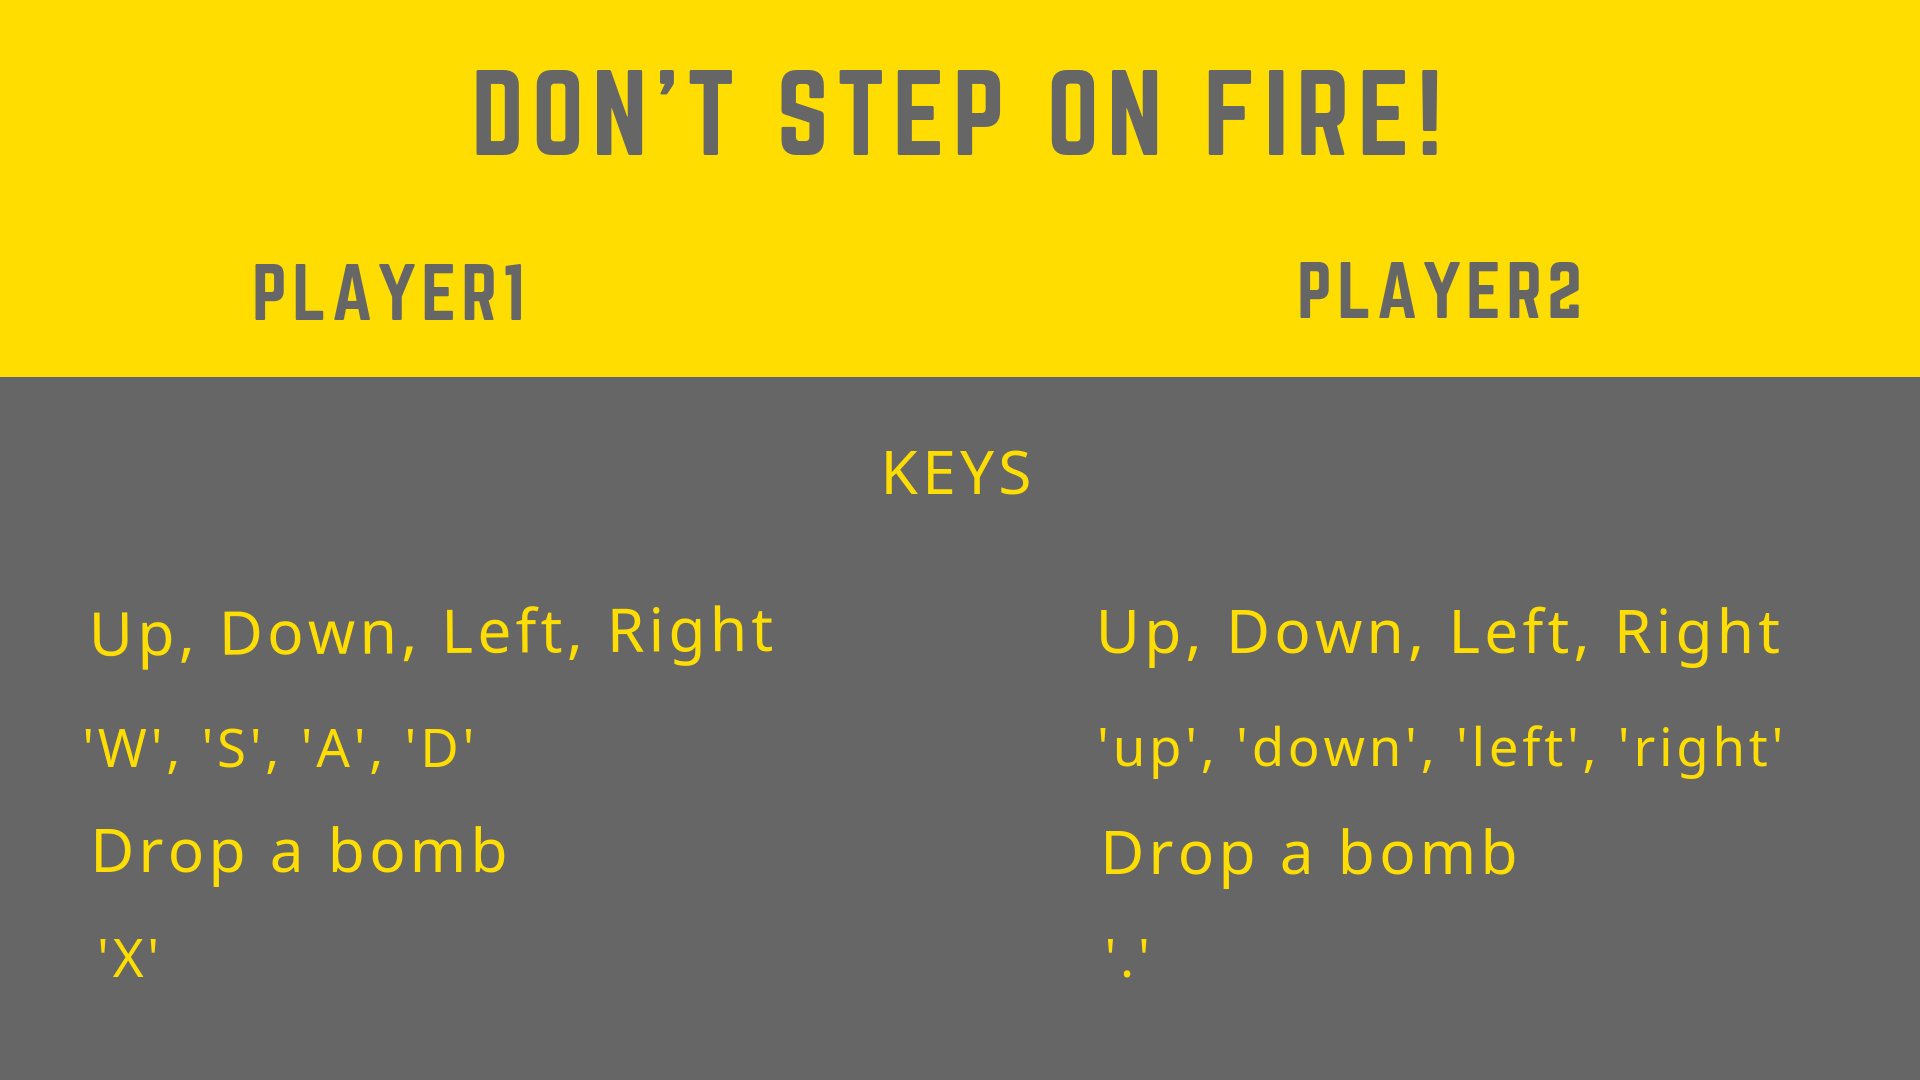 DON'T STEP ON FIRE!
PLAYER1
PLAYER2
KEYS
Up, Down, Left, Right
'W', 'S', 'A', 'D'
Drop a bomb
'X'
Up, Down, Left, Right
'up', 'down', 'left', 'right'
Drop a bomb
'.'